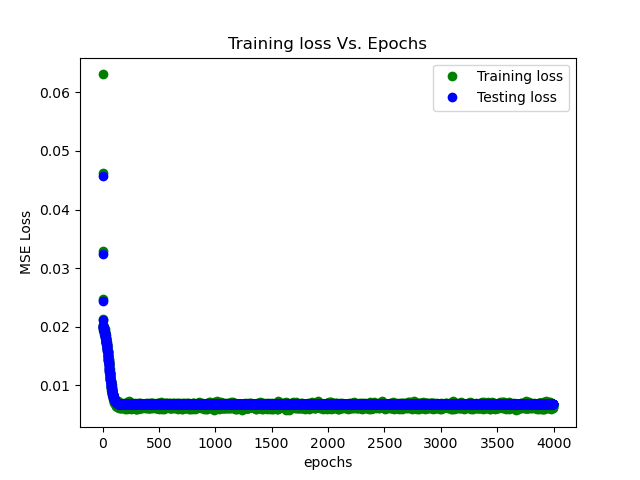 Training loss Vs. Epochs
Training loss
Testing loss
0.06
0.05
0.04
0.03
0.02
0.01
MSE Loss
0 500 1000 1500 2000 2500 3000 3500 4000
epochs